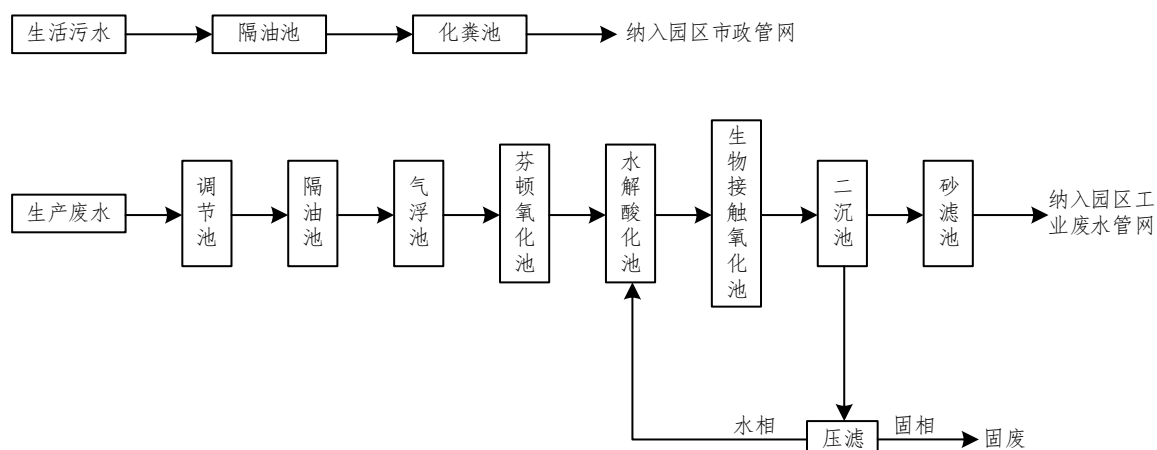 生活污水
隔油池
化粪池
纳入园区市政管网
生产废水
调节池
隔油池
气浮池
芬顿氧化池
水解酸化池
生物接触氧化池
二沉池
砂滤池
纳入园区工
业废水管网
水相
压滤
固相
固废